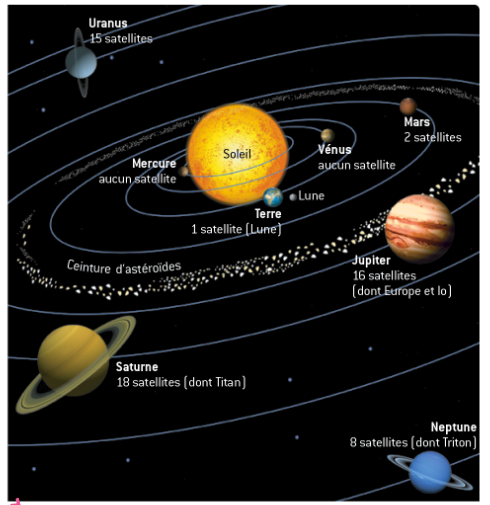 Uranus
15 satellites
Mars
2 satellites
Soleil
Vénus
aucun satellite
Mercure
aucun satellite
Lune
Terre
1 satellite (Lune)
Ceinture d'astéroïdes
Jupiter
16 satellites
(dont Europe et Io)
Saturne
18 satellites (dont Titan)
Neptune
8 satellites (dont Triton)